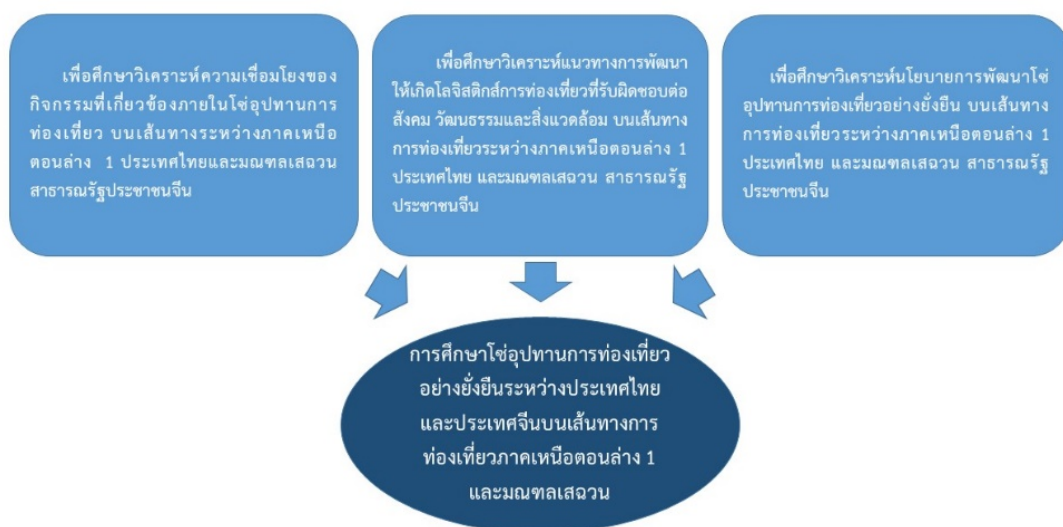 เพื่อศึกษาวิเคราะห์ความเชื่อมโยงของ
กิจกรรมที่เกี่ยวข้องภายในโซ่อุปทานการ
ท่องเที่ยว บนเส้นทางระหว่างภาคเหนือ
ตอนล่าง 1 ประเทศไทยและมณฑลเสฉวน
สาธารณรัฐประชาชนจีน
เพื่อศึกษาวิเคราะห์แนวทางการพัฒนา
ให้เกิดโลจิสติกส์การท่องเที่ยวที่รับผิดชอบต่อ
สังคม วัฒนธรรมและสิ่งแวดล้อม บนเส้นทาง
การท่องเที่ยวระหว่างภาคเหนือตอนล่าง 1
ประเทศไทย และมณฑลเสฉวน สาธารณรัฐ
ประชาชนจีน
เพื่อศึกษาวิเคราะห์นโยบายการพัฒนาโซ่
อุปทานการท่องเที่ยวอย่างยั่งยืน บนเส้นทาง
การท่องเที่ยวระหว่างภาคเหนือตอนล่าง 1
ประเทศไทย และมณฑลเสฉวน สาธารณรัฐ
ประชาชนจีน
การศึกษาโซ่อุปทานการท่องเที่ยว
อย่างยั่งยืนระหว่างประเทศไทย
และประเทศจีนบนเส้นทางการ
ท่องเที่ยวภาคเหนือตอนล่าง 1
และมณฑลเสฉวน